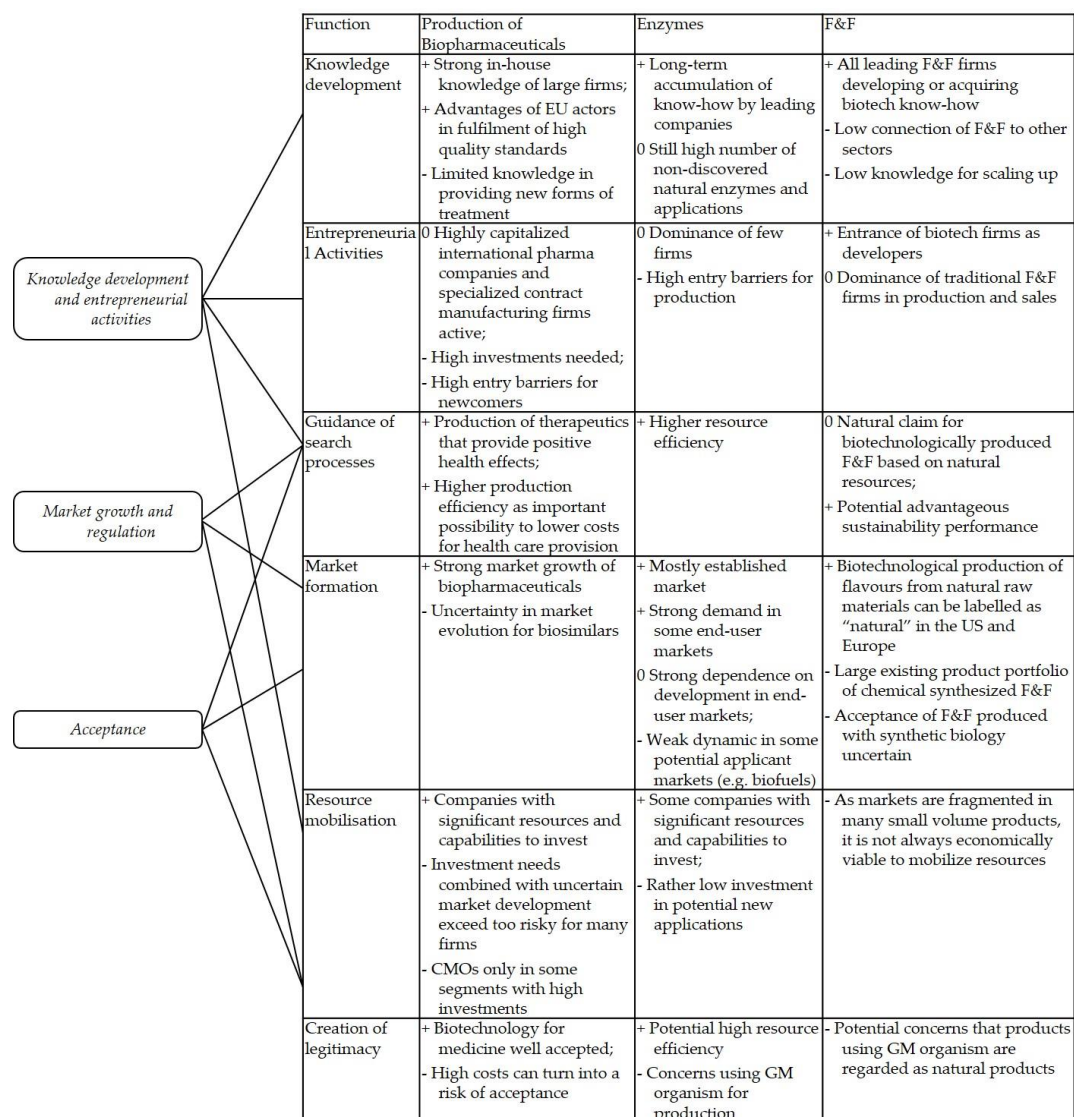 Function
Production of
Biopharmaceuticals
Enzymes
F&F
Knowledge
development
+ Strong in-house
knowledge of large firms;
+ Advantages of EU actors
in fulfilment of high
quality standards
- Limited knowledge in
providing new forms of
treatment
+ Long-term
accumulation of
know-how by leading
companies
0 Still high number of
non-discovered
natural enzymes and
applications
+ All leading F&F firms
developing or acquiring
biotech know-how
- Low connection of F&F to other
sectors
- Low knowledge for scaling up
Entrepreneuria
l Activities
0 Highly capitalized
international pharma
companies and
specialized contract
manufacturing firms
active;
- High investments needed;
- High entry barriers for
newcomers
0 Dominance of few
firms
- High entry barriers for
production
+ Entrance of biotech firms as
developers
0 Dominance of traditional F&F
firms in production and sales
Knowledge development
and entrepreneurial
activities
Guidance of
search
processes
+ Production of therapeutics
that provide positive
health effects;
+ Higher production
efficiency as important
possibility to lower costs
for health care provision
+ Higher resource
efficiency
0 Natural claim for
biotechnologically produced
F&F based on natural
resources;
+ Potential advantageous
sustainability performance
Market growth and
regulation
Market
formation
+ Strong market growth of
biopharmaceuticals
- Uncertainty in market
evolution for biosimilars
+ Mostly established
market
+ Strong demand in
some end-user
markets
0 Strong dependence on
development in end-
user markets;
- Weak dynamic in some
potential applicant
markets (e.g. biofuels)
+ Biotechnological production of
flavours from natural raw
materials can be labelled as
“natural” in the US and
Europe
- Large existing product portfolio
of chemical synthesized F&F
- Acceptance of F&F produced
with synthetic biology
uncertain
Acceptance
Resource
mobilisation
+ Companies with
significant resources and
capabilities to invest
- Investment needs
combined with uncertain
market development
exceed too risky for many
firms
- CMOs only in some
segments with high
investments
+ Some companies with
significant resources
and capabilities to
invest;
- Rather low investment
in potential new
applications
- As markets are fragmented in
many small volume products,
it is not always economically
viable to mobilize resources
Creation of
legitimacy
+ Biotechnology for
medicine well accepted;
- High costs can turn into a
risk of acceptance
+ Potential high resource
efficiency
- Concerns using GM
organism for
production
- Potential concerns that products
using GM organism are
regarded as natural products